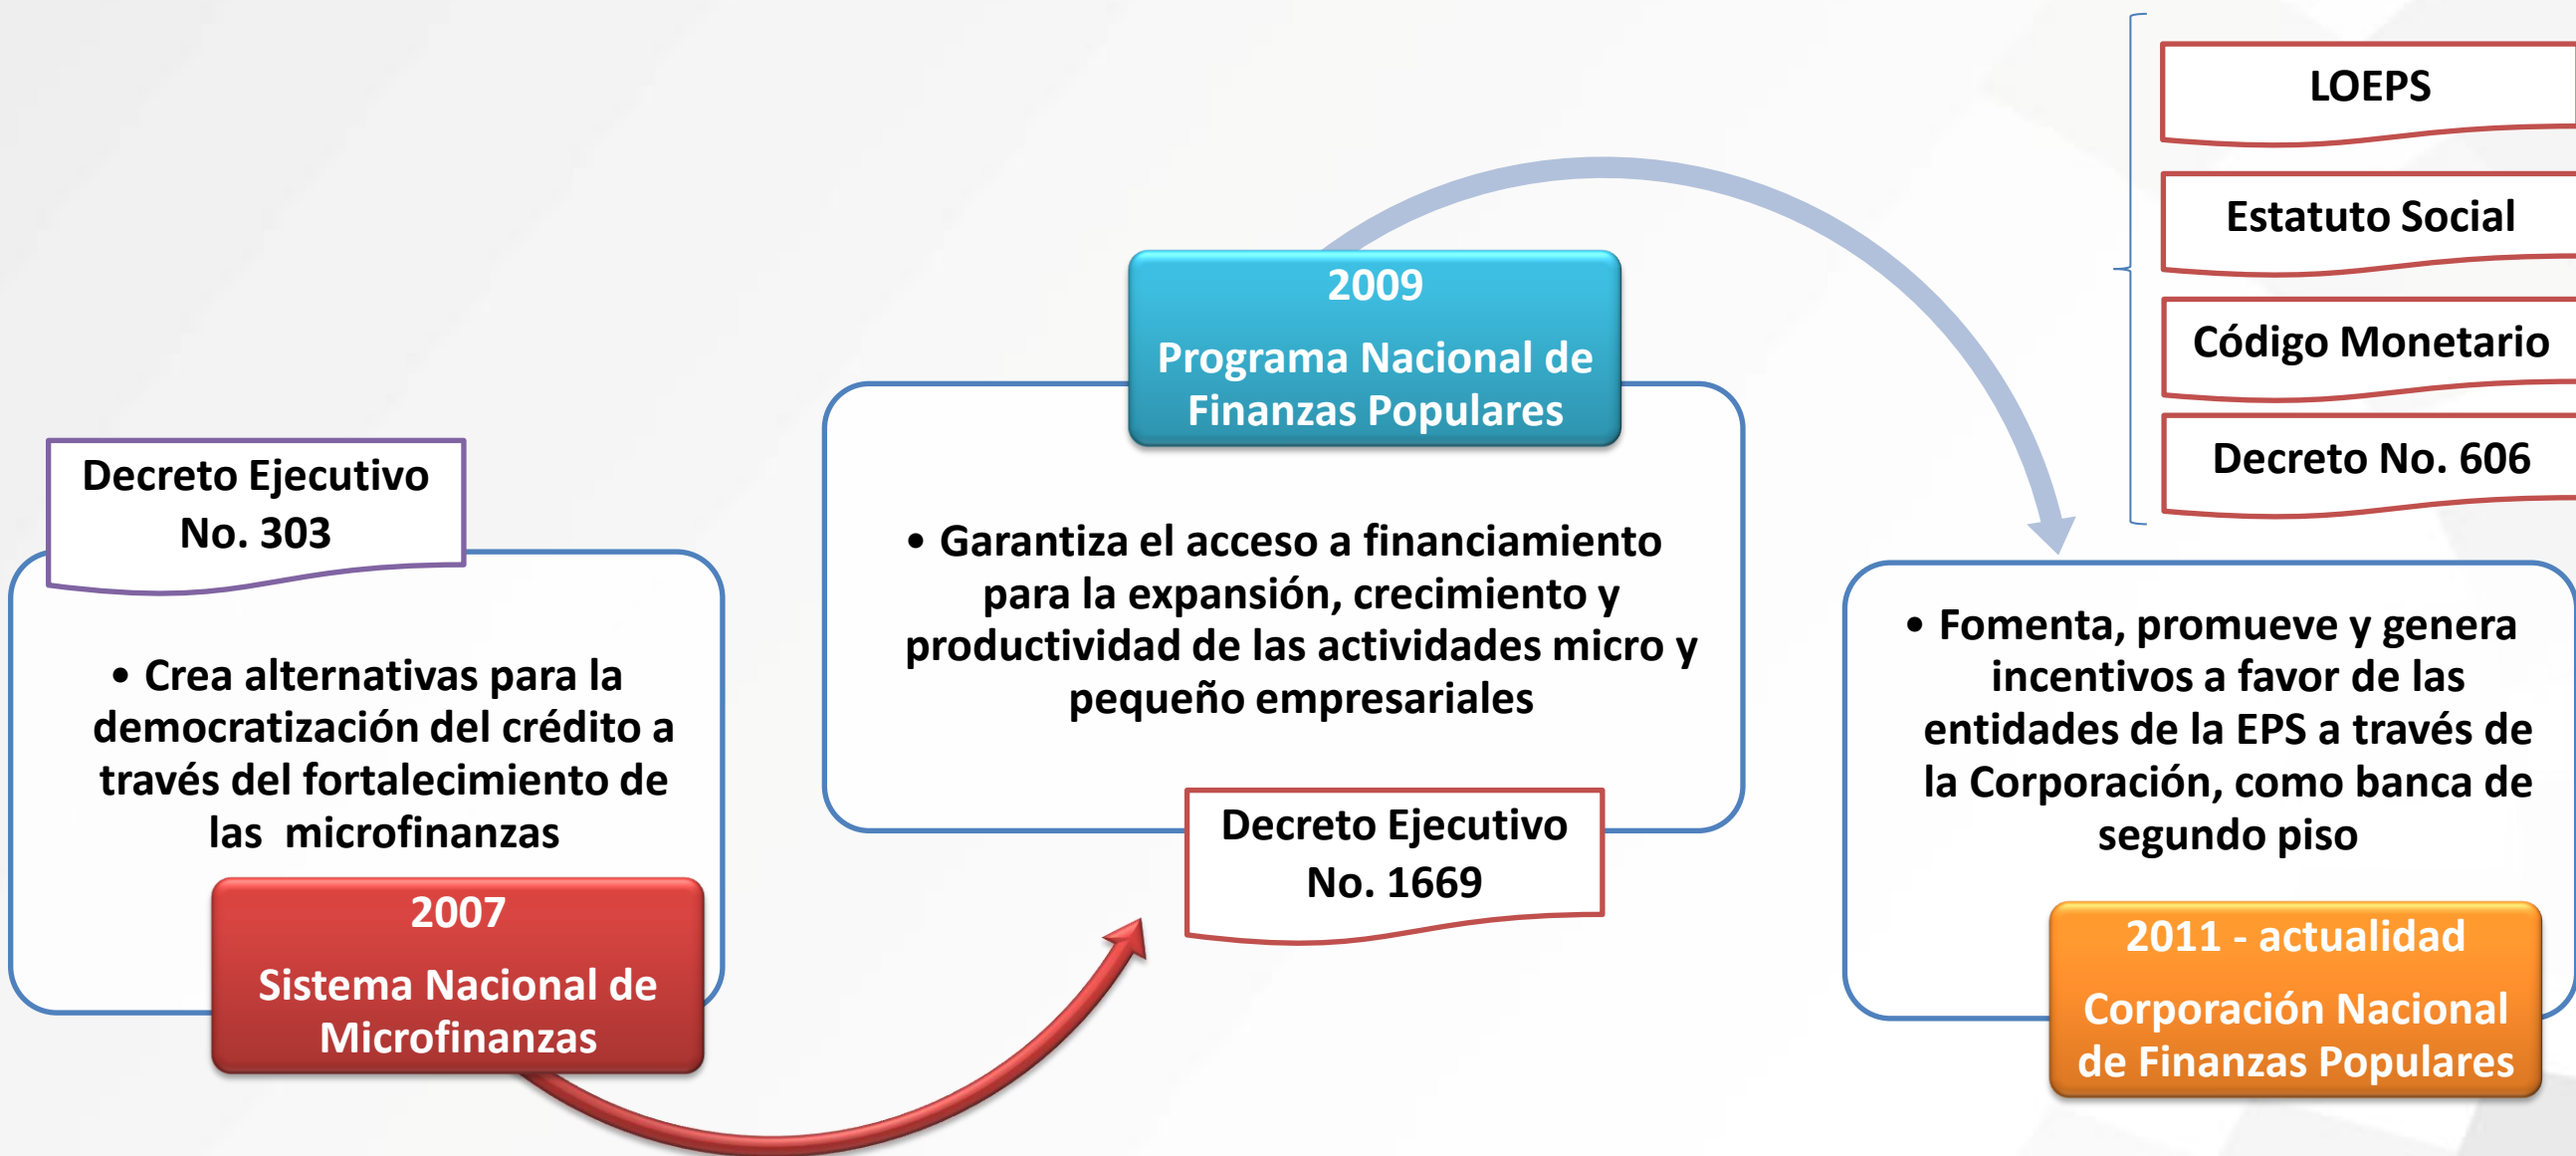 Decreto Ejecutivo
No. 303
• Crea alternativas para la
democratización del crédito a
través del fortalecimiento de
las microfinanzas
2007
Sistema Nacional de
Microfinanzas
2009
Programa Nacional de
Finanzas Populares
• Garantiza el acceso a financiamiento
para la expansión, crecimiento y
productividad de las actividades micro y
pequeño empresariales
Decreto Ejecutivo
No. 1669
LOEPS
Estatuto Social
Código Monetario
Decreto No. 606
• Fomenta, promueve y genera
incentivos a favor de las
entidades de la EPS a través de
la Corporación, como banca de
segundo piso
2011 - actualidad
Corporación Nacional
de Finanzas Populares